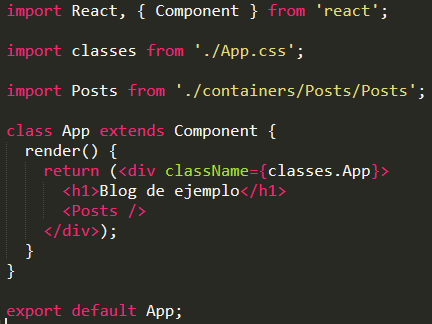 import React, { Component } from 'react';
import classes from './App.css';
import Posts from './containers/Posts/Posts';
class App extends Component {
  render() {
    return (<div className={classes.App}>
      <h1>Blog de ejemplo</h1>
      <Posts />
    </div>);
  }
}
export default App;